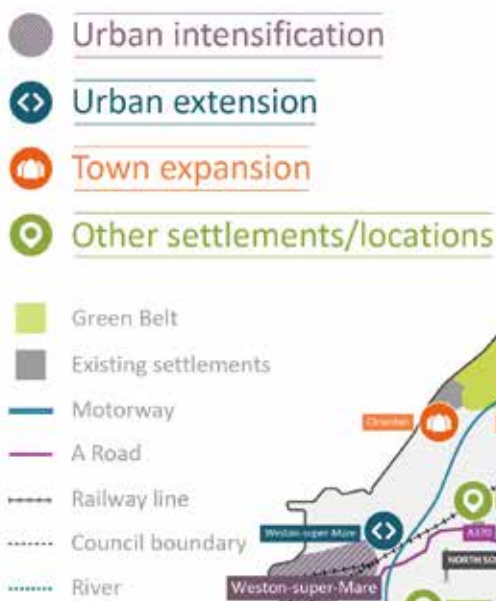 Urban intensification
Urban extension
Town expansion
Other settlements/locations
Green Belt
Existing settlements
Motorway
A Road
Railway line
Council boundary
River
Clevedon
Weston-super-Mare
A370
Weston-super-Mare